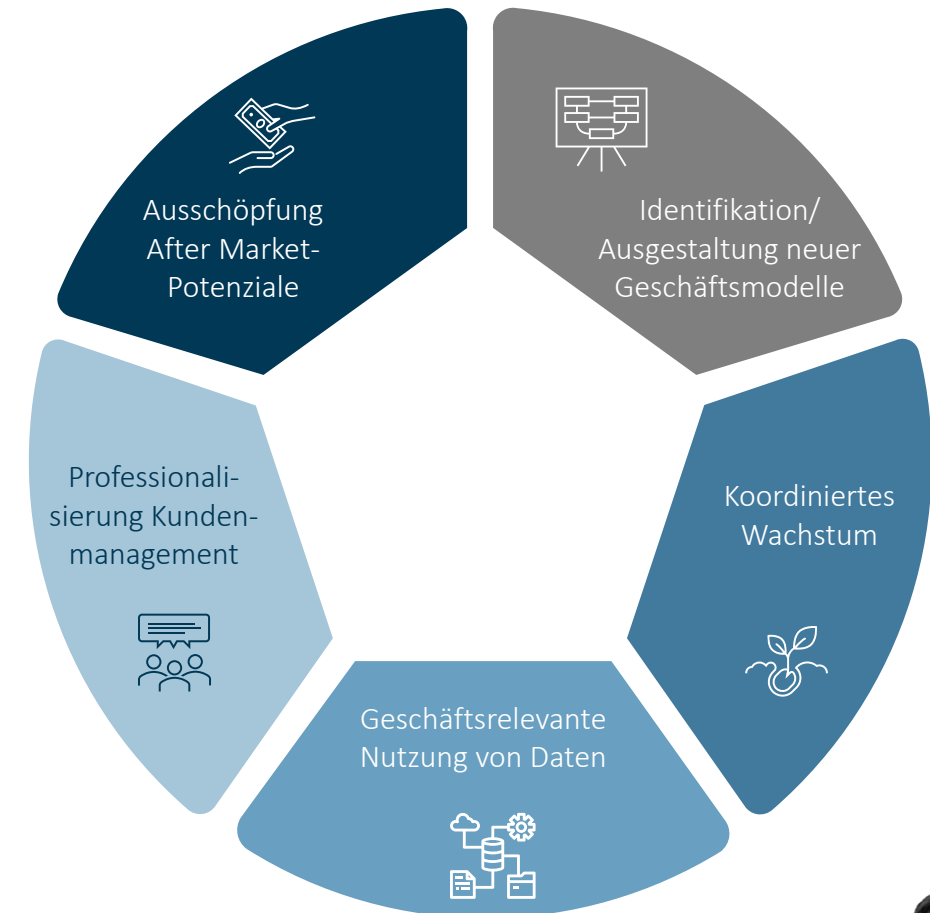 Ausschöpfung
After Market-
Potenziale
Identifikation/
Ausgestaltung neuer
Geschäftsmodelle
Professionali-
sierung Kunden-
management
Koordiniertes
Wachstum
Geschäftsrelevante
Nutzung von Daten